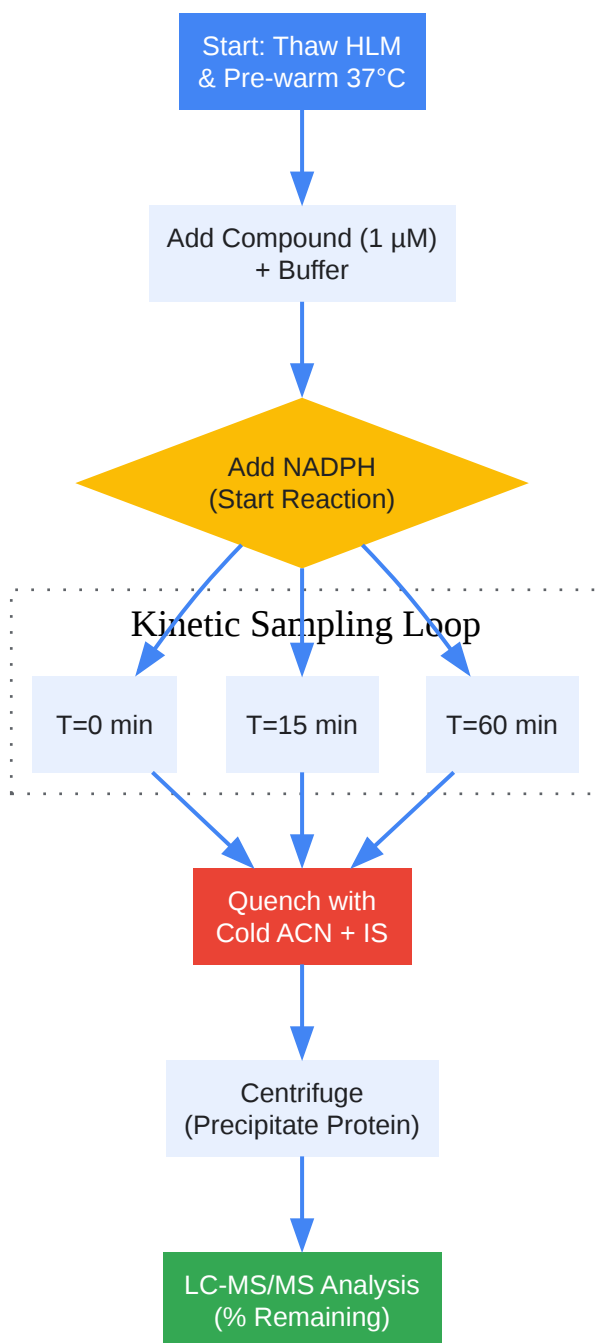 Start: Thaw HLM
& Pre-warm 37°C
Add Compound (1 µM)
+ Buffer
Add NADPH
(Start Reaction)
Kinetic Sampling Loop
T=0 min
T=15 min
T=60 min
Quench with
Cold ACN + IS
Centrifuge
(Precipitate Protein)
LC-MS/MS Analysis
(% Remaining)